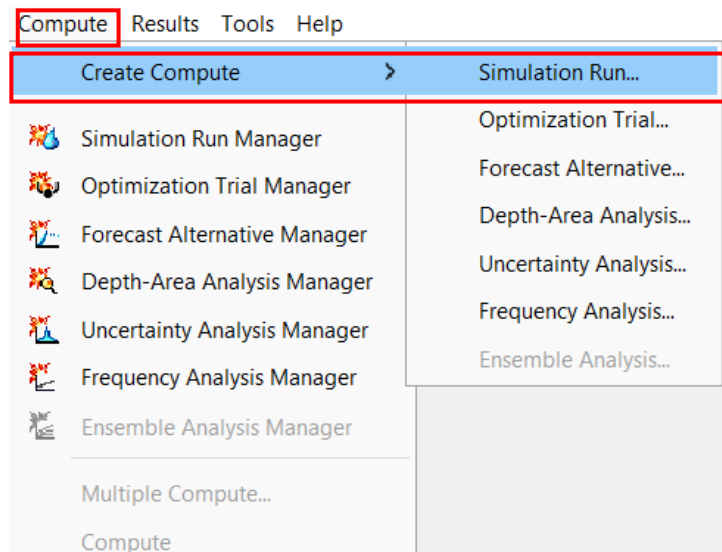 Compute Results Tools Help
Create Compute > Simulation Run...
Simulation Run Manager
Optimization Trial Manager
Forecast Alternative Manager
Depth-Area Analysis Manager
Uncertainty Analysis Manager
Frequency Analysis Manager
Ensemble Analysis Manager
Multiple Compute...
Compute
Optimization Trial...
Forecast Alternative...
Depth-Area Analysis...
Uncertainty Analysis...
Frequency Analysis...
Ensemble Analysis...